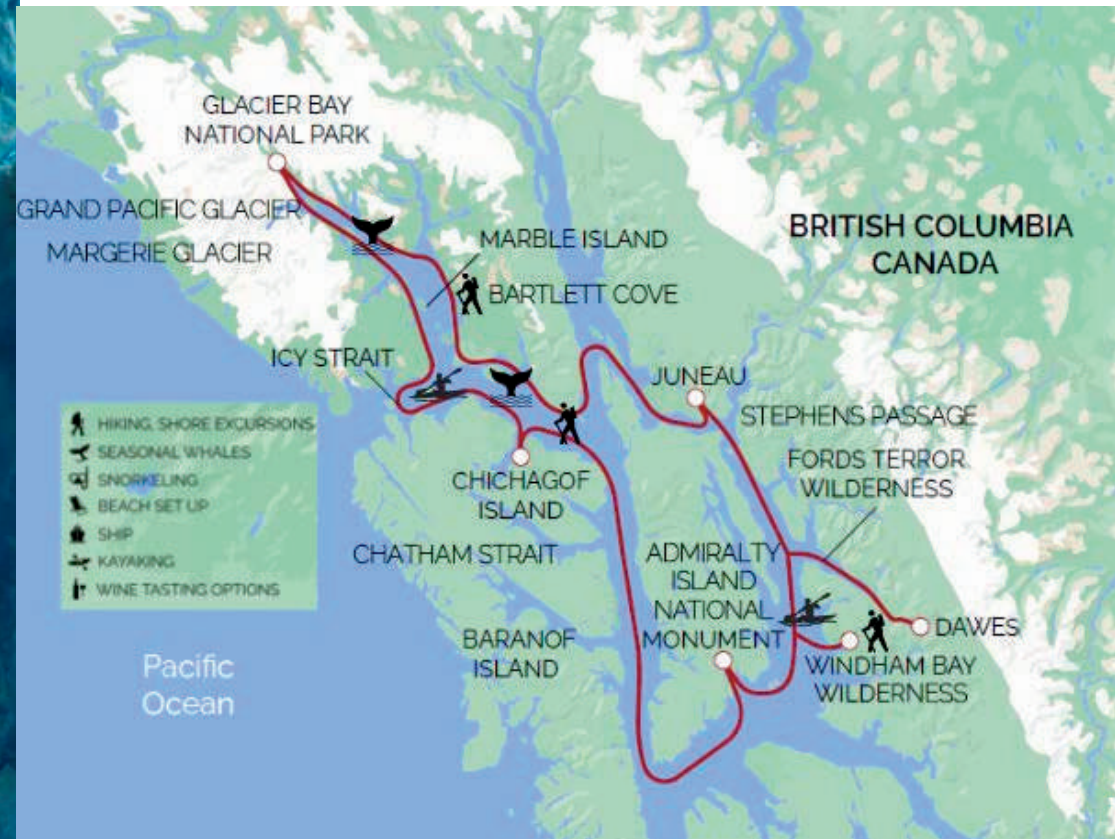 GLACIER BAY
NATIONAL PARK
GRAND PACIFIC GLACIER
MARGERIE GLACIER
MARBLE ISLAND
BARTLETT COVE
BRITISH COLUMBIA
CANADA
ICY STRAIT
JUNEAU
STEPHENS PASSAGE
FORDS TERROR
WILDERNESS
HIKING, SHORE EXCURSIONS
SEASONAL WHALES
SNORKELING
BEACH SET UP
SHIP
KAYAKING
WINE TASTING OPTIONS
CHICHAGOF
ISLAND
CHATHAM STRAIT
ADMIRALTY
ISLAND
NATIONAL
MONUMENT
BARANOF
ISLAND
DAWES
WINDHAM BAY
WILDERNESS
Pacific
Ocean